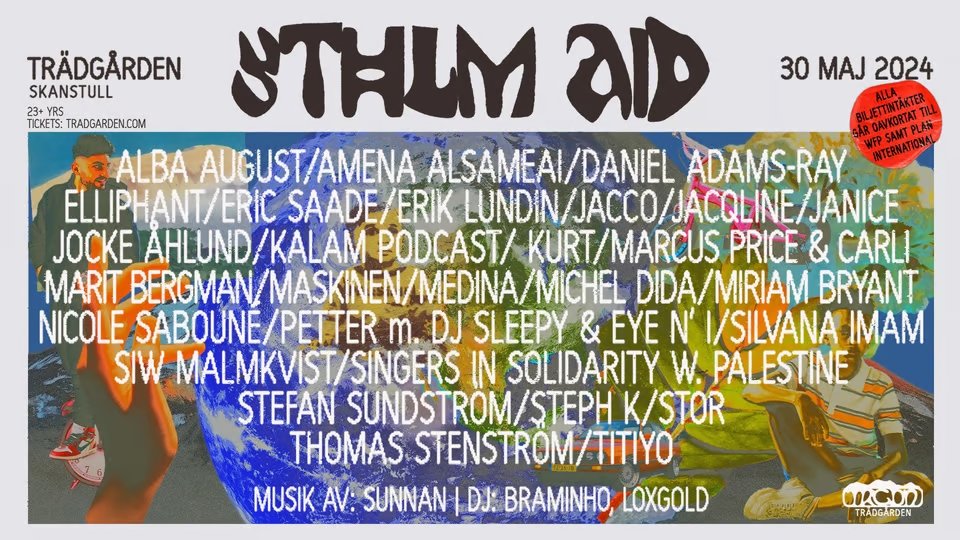 STHLM AID
TRÄDGÅRDEN
SKANSTULL
23+ YRS
TICKETS: TRADGARDEN.COM
30 MAJ 2024
ALLA
BILJETTINTÄKTER
GÅR OAVKORTAT TILL
WFP SAMT PLAN
INTERNATIONAL
ALBA AUGUST/AMENA ALSAMEAI/DANIEL ADAMS-RAY
ELLIPHANT/ERIC SAADE/ERIK LUNDIN/JACCO/JACQLINE/JANICE
JOCKE ÅHLUND/KALAM PODCAST/ KURT/MARCUS PRICE & CARLI
MARIT BERGMAN/MASKINEN/MEDINA/MICHEL DIDA/MIRIAM BRYANT
NICOLE SABOUNÉ/PETTER m. DJ SLEEPY & EYE N' I/SILVANA IMAM
SIW MALMKVIST/SINGERS IN SOLIDARITY W. PALESTINE
STEFAN SUNDSTRÖM/STEPH K/STOR
THOMAS STENSTRÖM/TITIYO
MUSIK AV: SUNNAN | DJ: BRAMINHO, LOXGOLD
TRÄDGÅRDEN